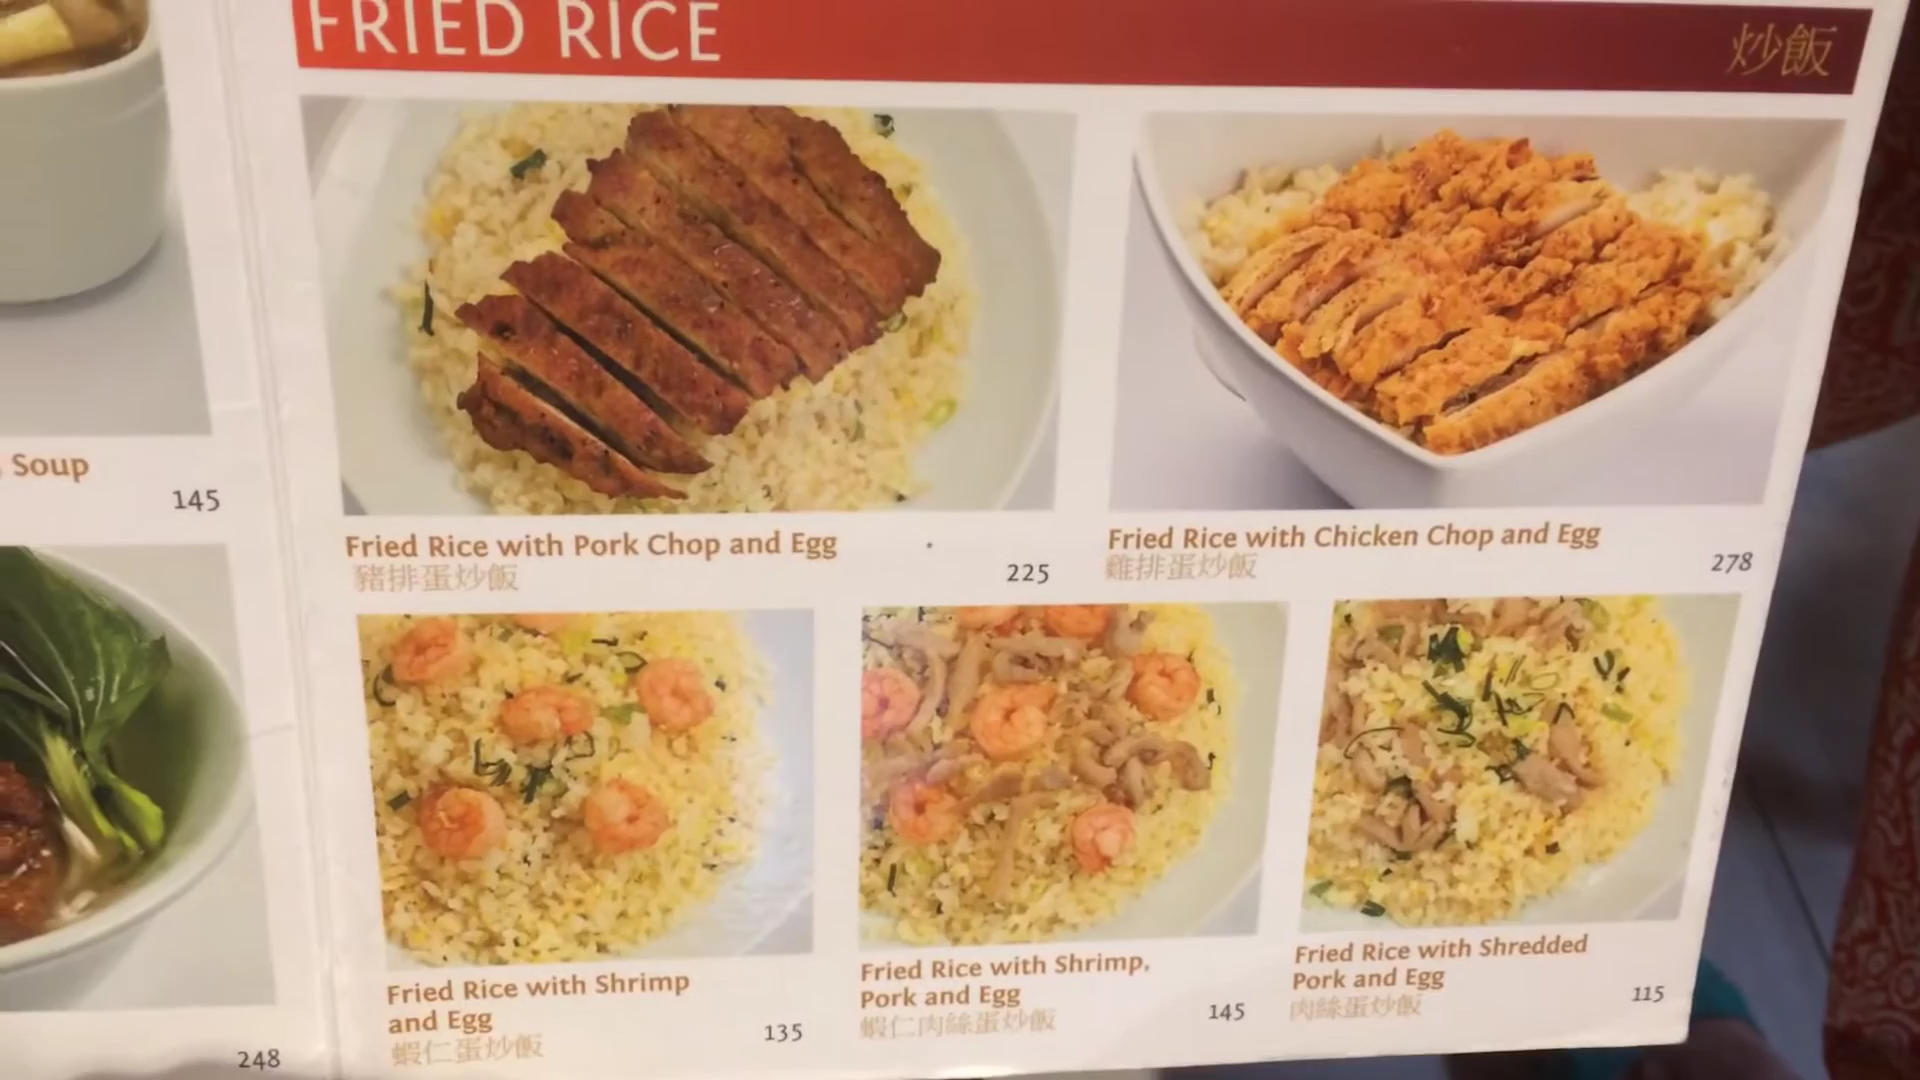 FRIED RICE
炒飯
Soup
145
248
Fried Rice with Pork Chop and Egg
豬排蛋炒飯
225
Fried Rice with Chicken Chop and Egg
雞排蛋炒飯
278
Fried Rice with Shrimp
and Egg
蝦仁蛋炒飯
135
Fried Rice with Shrimp,
Pork and Egg
蝦仁肉絲蛋炒飯
145
Fried Rice with Shredded
Pork and Egg
肉絲蛋炒飯
115